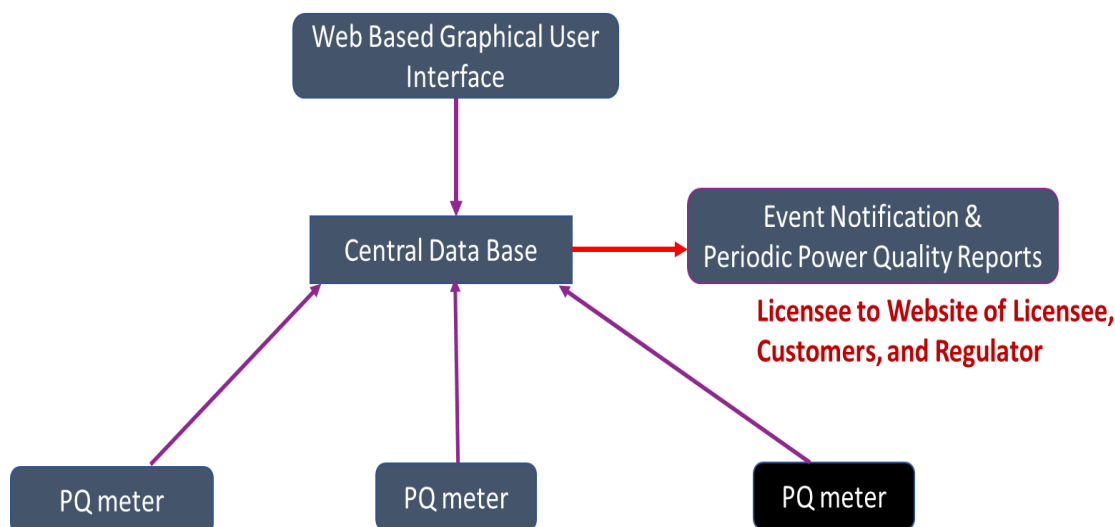 Web Based Graphical User
Interface
Central Data Base
Event Notification &
Periodic Power Quality Reports
Licensee to Website of Licensee,
Customers, and Regulator
PQ meter
PQ meter
PQ meter